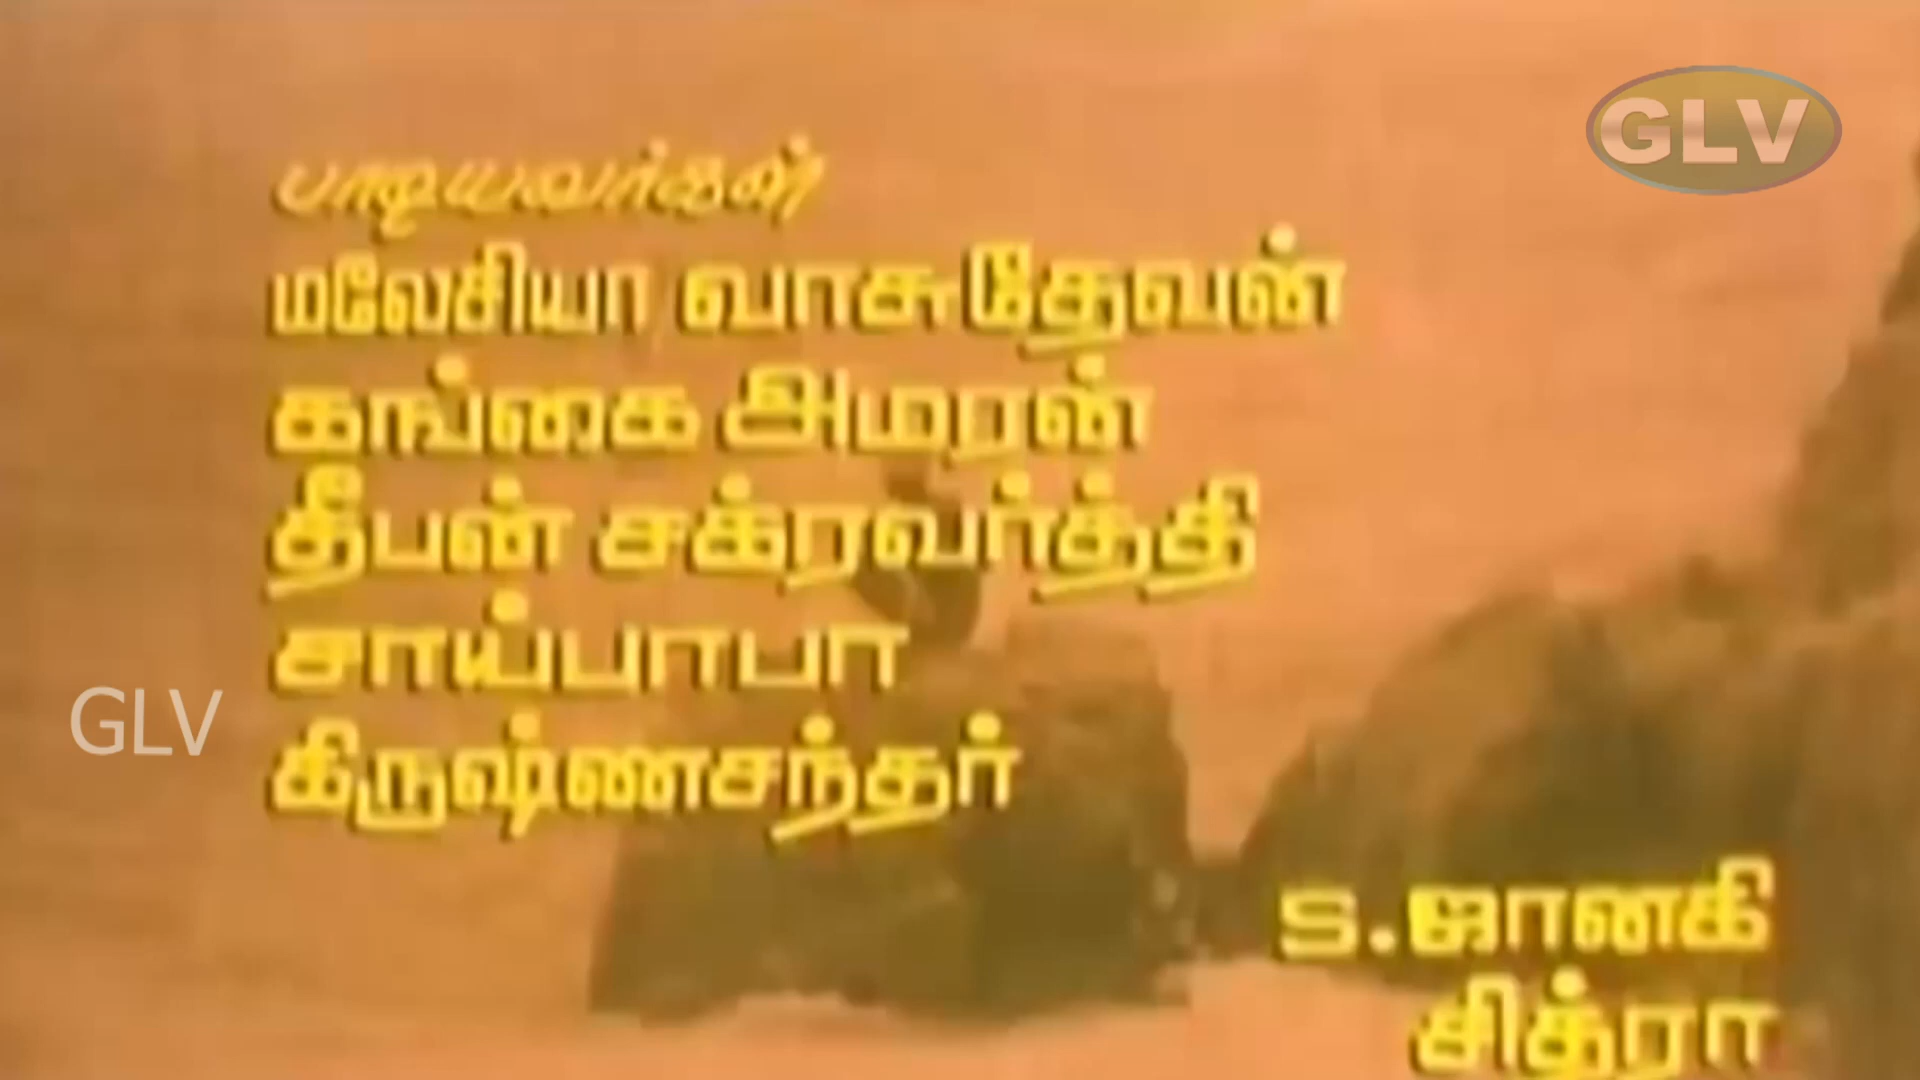 GLV
பாடியவர்கள்
மலேசியா வாசுதேவன்
கங்கை அமரன்
தீபன் சக்ரவர்த்தி
சாய்பாபா
கிருஷ்ணசந்தர்
GLV
S.ஜானகி
சித்ரா